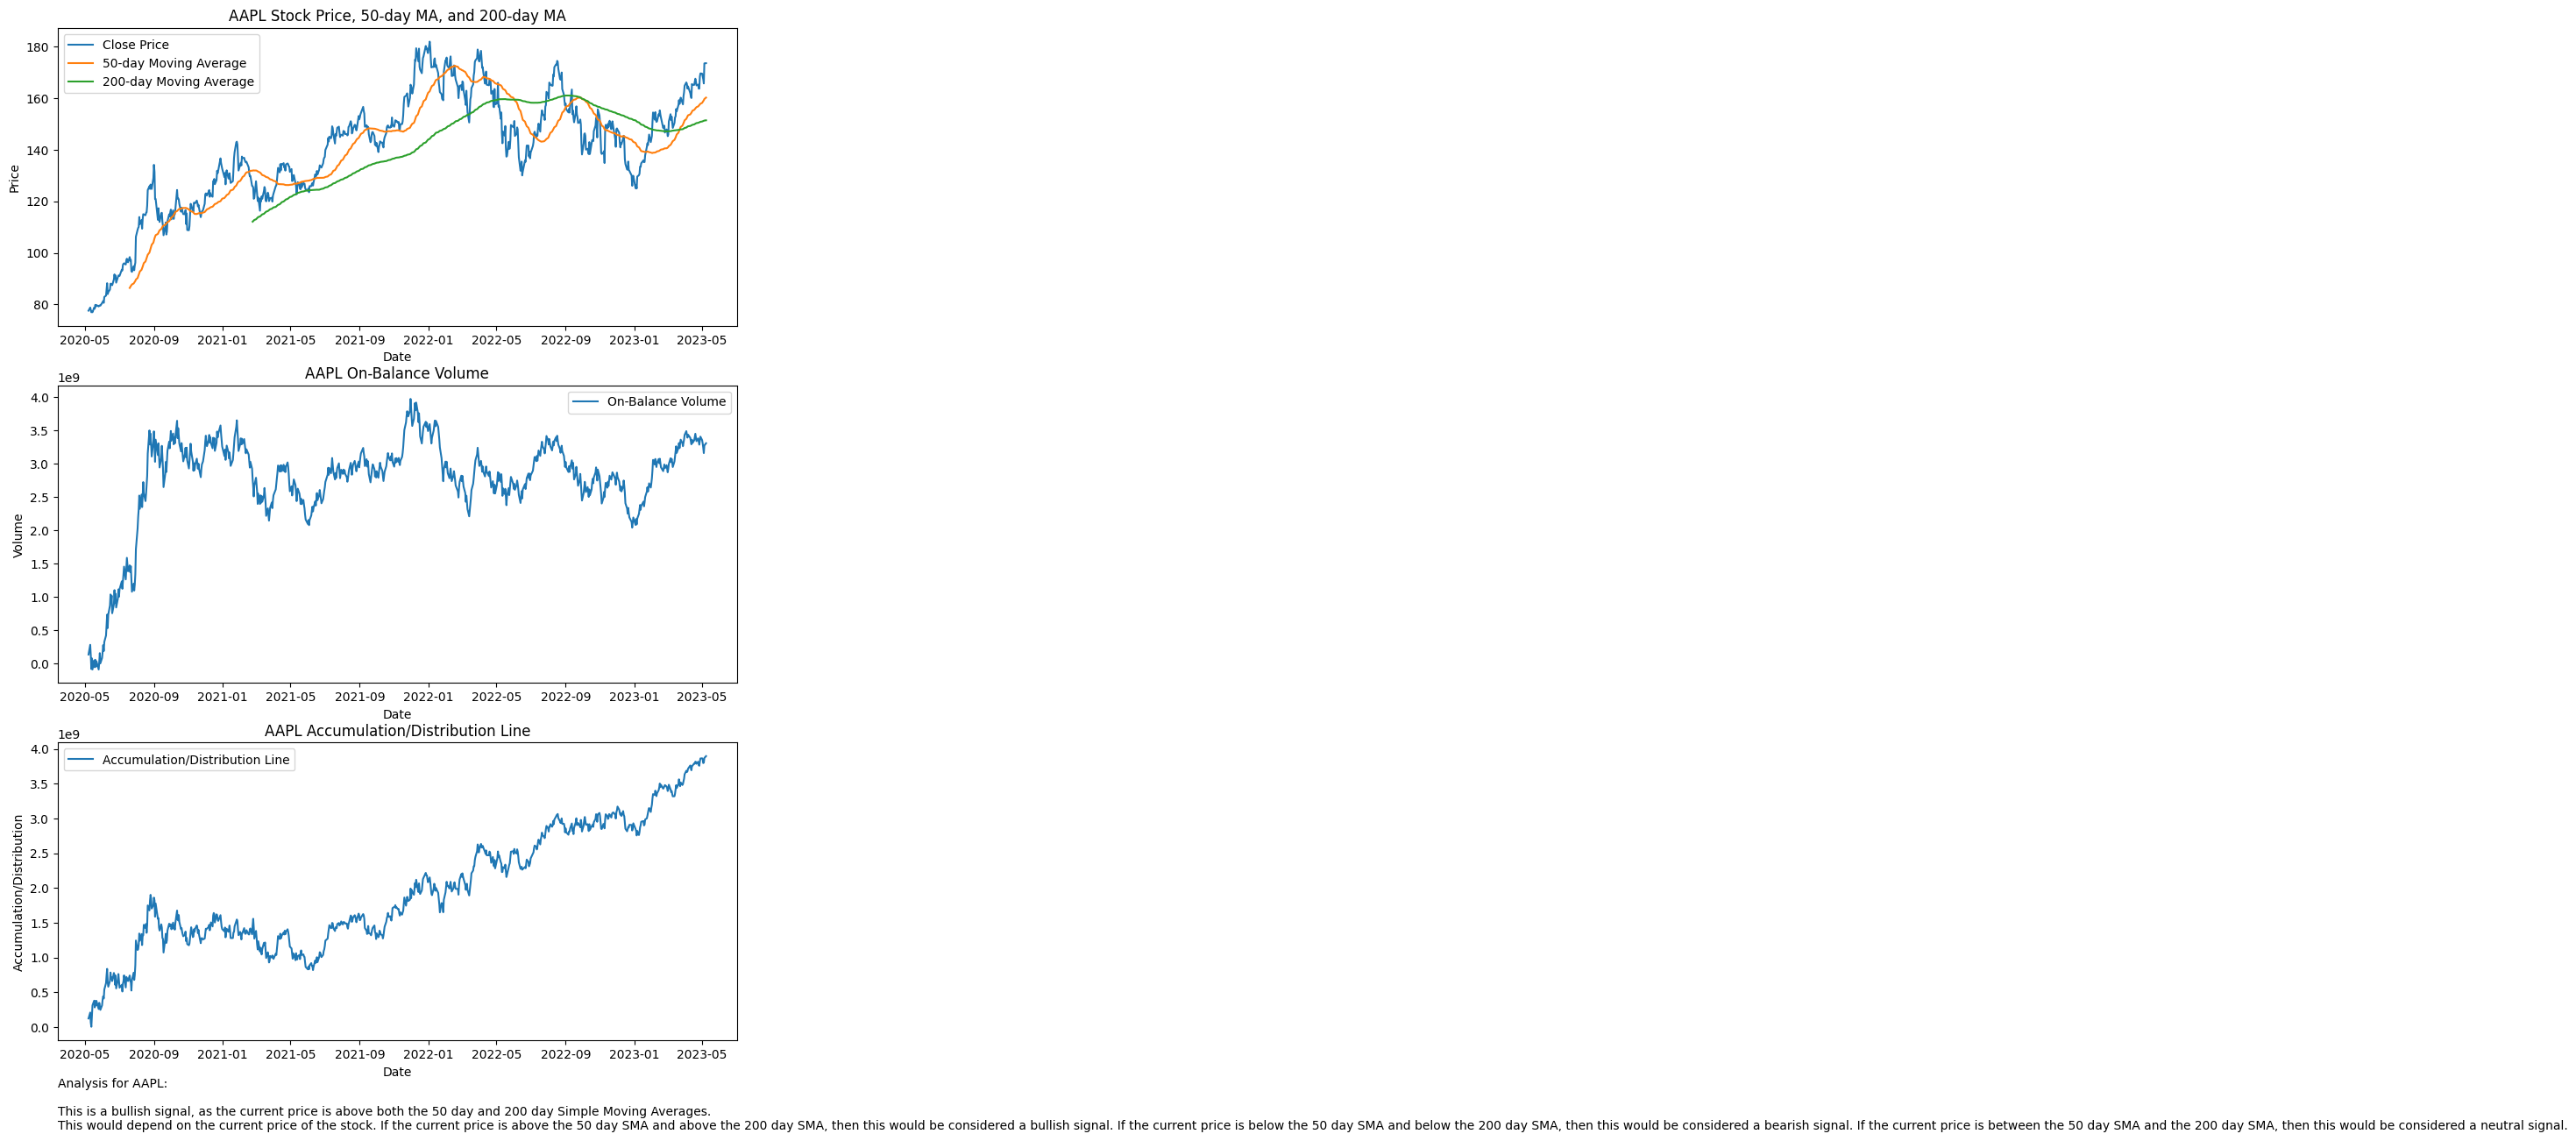 AAPL Stock Price, 50-day MA, and 200-day MA
Close Price
50-day Moving Average
200-day Moving Average
180
160
140
120
100
80
Price
2020-05 2020-09 2021-01 2021-05 2021-09 2022-01 2022-05 2022-09 2023-01 2023-05
Date
AAPL On-Balance Volume
1e9
On-Balance Volume
4.0
3.5
3.0
2.5
2.0
1.5
1.0
0.5
0.0
Volume
2020-05 2020-09 2021-01 2021-05 2021-09 2022-01 2022-05 2022-09 2023-01 2023-05
Date
AAPL Accumulation/Distribution Line
1e9
Accumulation/Distribution Line
4.0
3.5
3.0
2.5
2.0
1.5
1.0
0.5
0.0
Accumulation/Distribution
2020-05 2020-09 2021-01 2021-05 2021-09 2022-01 2022-05 2022-09 2023-01 2023-05
Date
Analysis for AAPL:
This is a bullish signal, as the current price is above both the 50 day and 200 day Simple Moving Averages.
This would depend on the current price of the stock. If the current price is above the 50 day SMA and above the 200 day SMA, then this would be considered a bullish signal. If the current price is below the 50 day SMA and below the 200 day SMA, then this would be considered a bearish signal. If the current price is between the 50 day SMA and the 200 day SMA, then this would be considered a neutral signal.